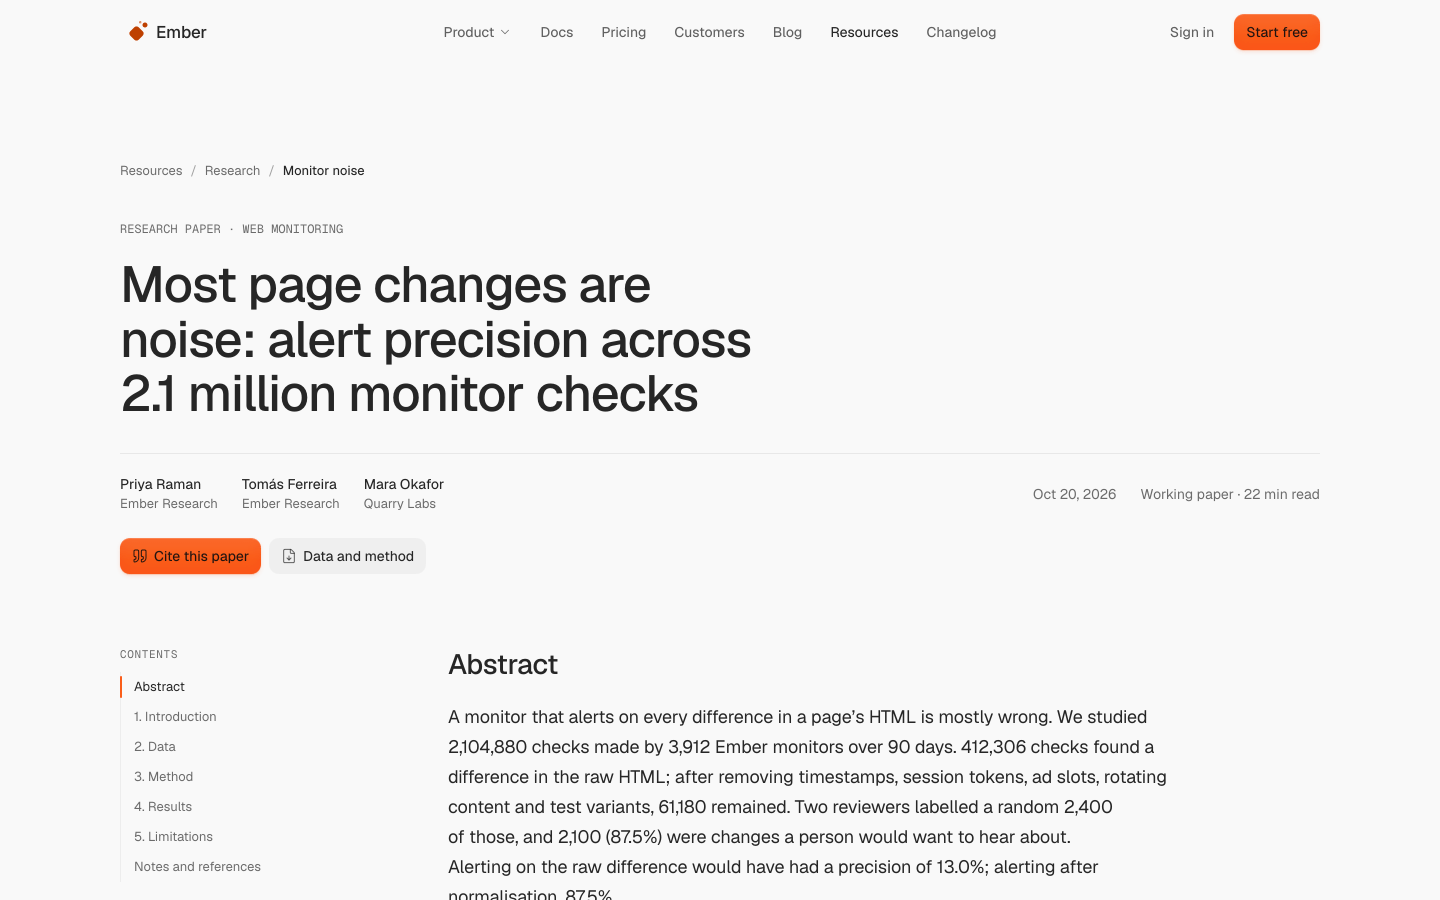 Ember
Product
Docs
Pricing
Customers
Blog
Resources
Changelog
Sign in
Start free
Resources / Research / Monitor noise
RESEARCH PAPER · WEB MONITORING
Most page changes are
noise: alert precision across
2.1 million monitor checks
Priya Raman
Ember Research
Tomás Ferreira
Ember Research
Mara Okafor
Quarry Labs
Oct 20, 2026
Working paper · 22 min read
Cite this paper
Data and method
CONTENTS
Abstract
1. Introduction
2. Data
3. Method
4. Results
5. Limitations
Notes and references
Abstract
A monitor that alerts on every difference in a page’s HTML is mostly wrong. We studied
2,104,880 checks made by 3,912 Ember monitors over 90 days. 412,306 checks found a
difference in the raw HTML; after removing timestamps, session tokens, ad slots, rotating
content and test variants, 61,180 remained. Two reviewers labelled a random 2,400
of those, and 2,100 (87.5%) were changes a person would want to hear about.
Alerting on the raw difference would have had a precision of 13.0%; alerting after
normalisation, 87.5%.